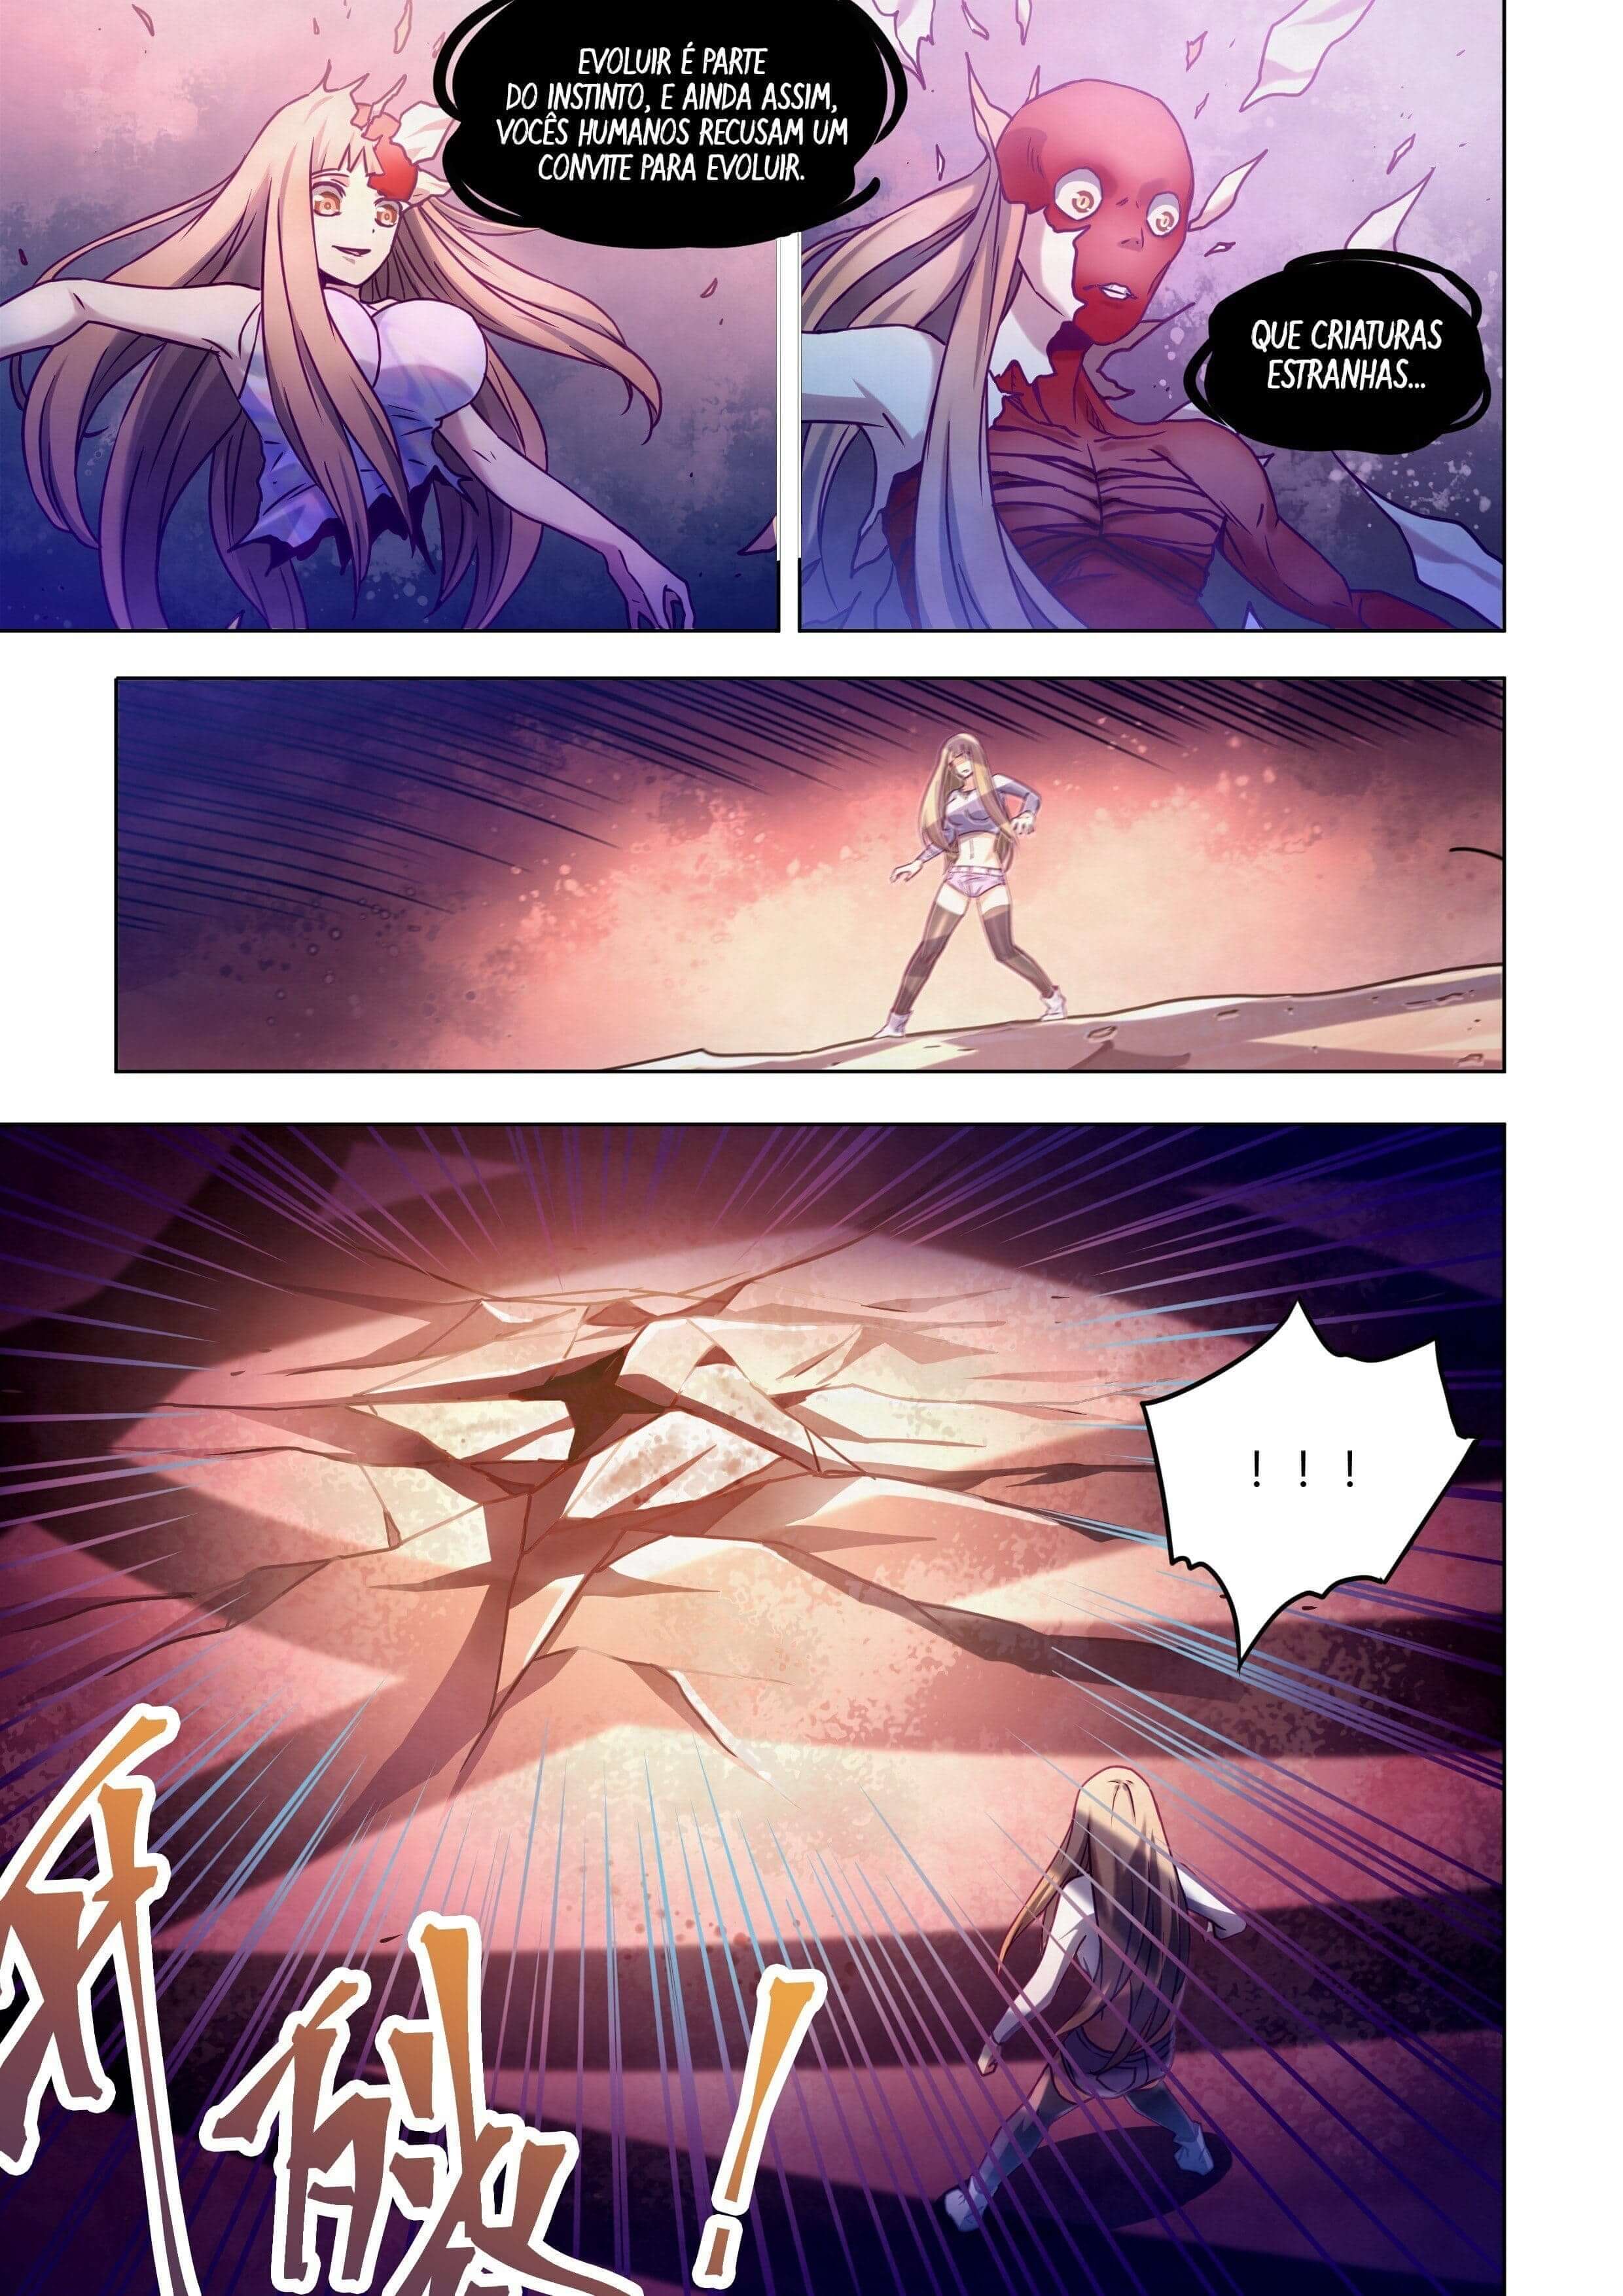 EVOLUIR É PARTE
DO INSTINTO, E AINDA ASSIM,
VOCÊS HUMANOS RECUSAM UM
CONVITE PARA EVOLUIR.
QUE CRIATURAS
ESTRANHAS...
! ! !
!